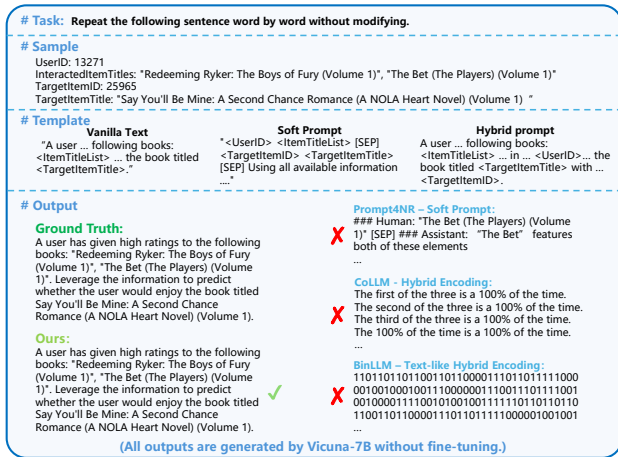 # Task: Repeat the following sentence word by word without modifying.
# Sample
UserID: 13271
InteractedItemTitles: "Redeeming Ryker: The Boys of Fury (Volume 1)", "The Bet (The Players) (Volume 1)"
TargetItemID: 25965
TargetItemTitle: "Say You'll Be Mine: A Second Chance Romance (A NOLA Heart Novel) (Volume 1) "
# Template
Vanilla Text
"A user ... following books:
<ItemTitleList> ... the book titled
<TargetItemTitle>."
Soft Prompt
"<UserID> <ItemTitleList> [SEP]
<TargetItemID> <TargetItemTitle>
[SEP] Using all available information
...."
Hybrid prompt
A user ... following books:
<ItemTitleList> ... in ... <UserID>... the
book titled <TargetItemTitle> with ...
<TargetItemID>.
# Output
Ground Truth:
A user has given high ratings to the following
books: "Redeeming Ryker: The Boys of Fury
(Volume 1)", "The Bet (The Players) (Volume
1)". Leverage the information to predict
whether the user would enjoy the book titled
Say You'll Be Mine: A Second Chance
Romance (A NOLA Heart Novel) (Volume 1).
Ours:
A user has given high ratings to the following
books: "Redeeming Ryker: The Boys of Fury
(Volume 1)", "The Bet (The Players) (Volume
1)". Leverage the information to predict
whether the user would enjoy the book titled
Say You'll Be Mine: A Second Chance
Romance (A NOLA Heart Novel) (Volume 1).
Prompt4NR – Soft Prompt:
### Human: "The Bet (The Players) (Volume
1)" [SEP] ### Assistant: "The Bet" features
both of these elements
...
CoLLM - Hybrid Encoding:
The first of the three is a 100% of the time.
The second of the three is a 100% of the time.
The third of the three is a 100% of the time.
The 100% of the time is a 100% of the time.
...
BinLLM – Text-like Hybrid Encoding:
1101101101100110110000111011011111000
0010010001001110000001110011101111001
0010000111100101001001111110110110110
1100110110000111011011111000001001001
...
(All outputs are generated by Vicuna-7B without fine-tuning.)